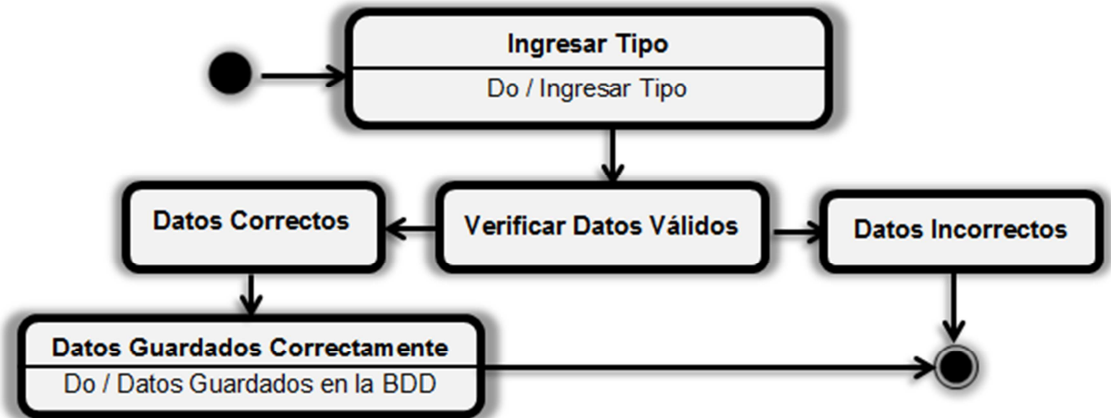 Ingresar Tipo
Do / Ingresar Tipo
Datos Correctos
Verificar Datos Válidos
Datos Incorrectos
Datos Guardados Correctamente
Do / Datos Guardados en la BDD